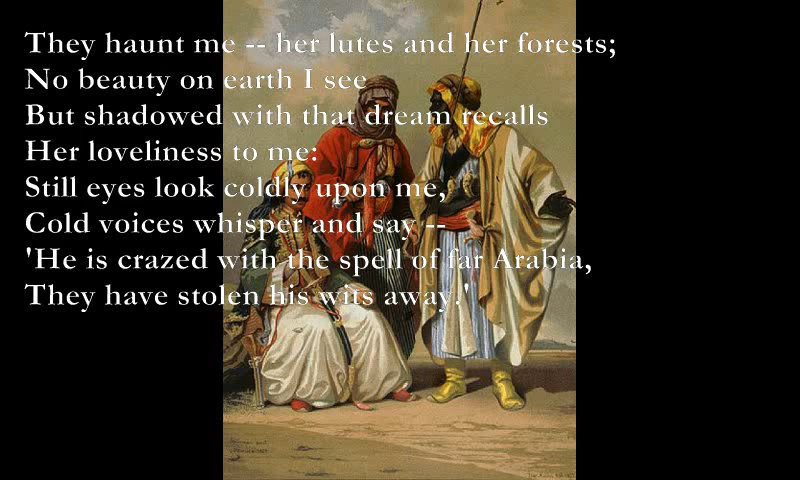 They haunt me -- her lutes and her forests;
No beauty on earth I see
But shadowed with that dream recalls
Her loveliness to me:
Still eyes look coldly upon me,
Cold voices whisper and say --
'He is crazed with the spell of far Arabia,
They have stolen his wits away.'